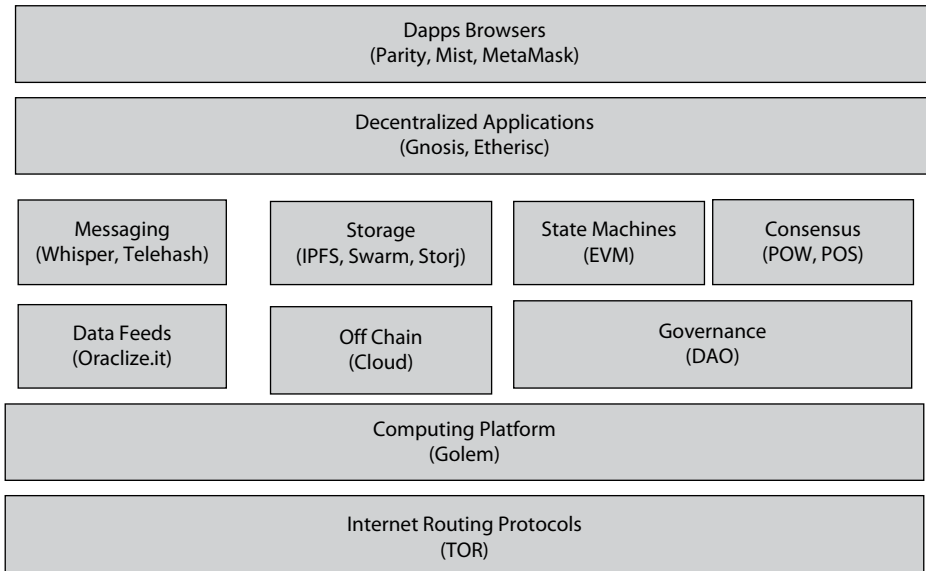 Dapps Browsers
(Parity, Mist, MetaMask)
Decentralized Applications
(Gnosis, Etherisc)
Messaging
(Whisper, Telehash)
Storage
(IPFS, Swarm, Storj)
State Machines
(EVM)
Consensus
(POW, POS)
Data Feeds
(Oraclize.it)
Off Chain
(Cloud)
Governance
(DAO)
Computing Platform
(Golem)
Internet Routing Protocols
(TOR)